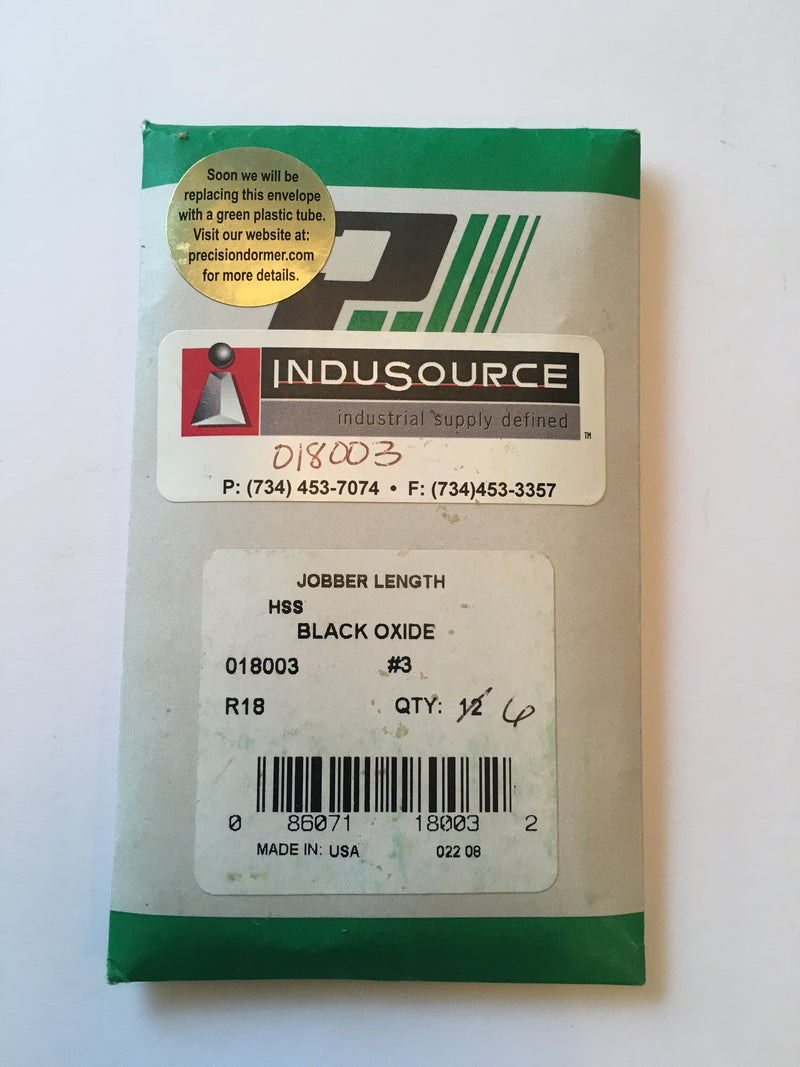 Soon we will be
replacing this envelope
with a green plastic tube.
Visit our website at:
precisiondormer.com
for more details.
P
INDUSOURCE
industrial supply defined
TM
018003
P: (734) 453-7074 • F: (734)453-3357
JOBBER LENGTH
HSS
BLACK OXIDE
018003 #3
R18 QTY: 12 6
0 86071 18003 2
MADE IN: USA 022 08